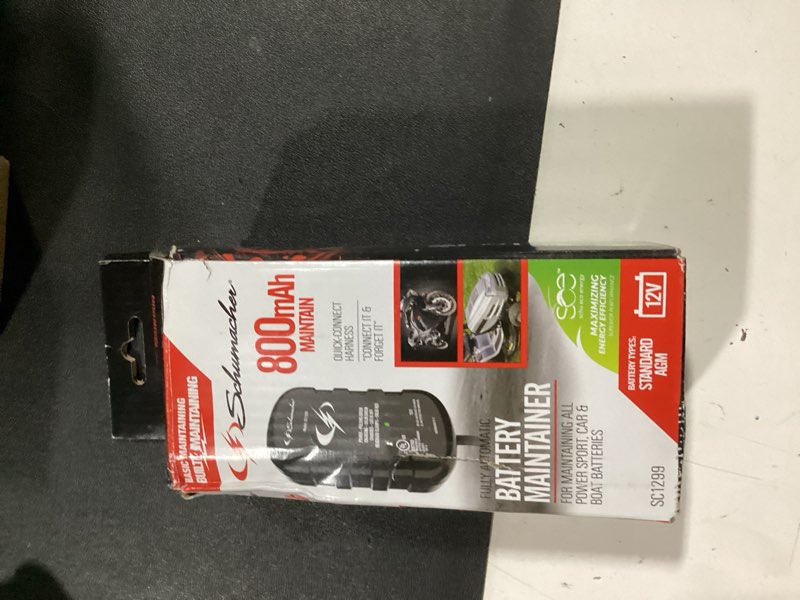 BASIC MAINTAINING
BUILT MAINTAINING
Schumacher
800mAh
MAINTAIN
QUICK-CONNECT
HARNESS
"CONNECT IT &
FORGET IT"
FULLY AUTOMATIC
BATTERY
MAINTAINER
FOR MAINTAINING ALL
POWER SPORT, CAR &
BOAT BATTERIES
SC1299
see
MAXIMIZING
ENERGY EFFICIENCY
12V
BATTERY TYPES:
STANDARD
AGM